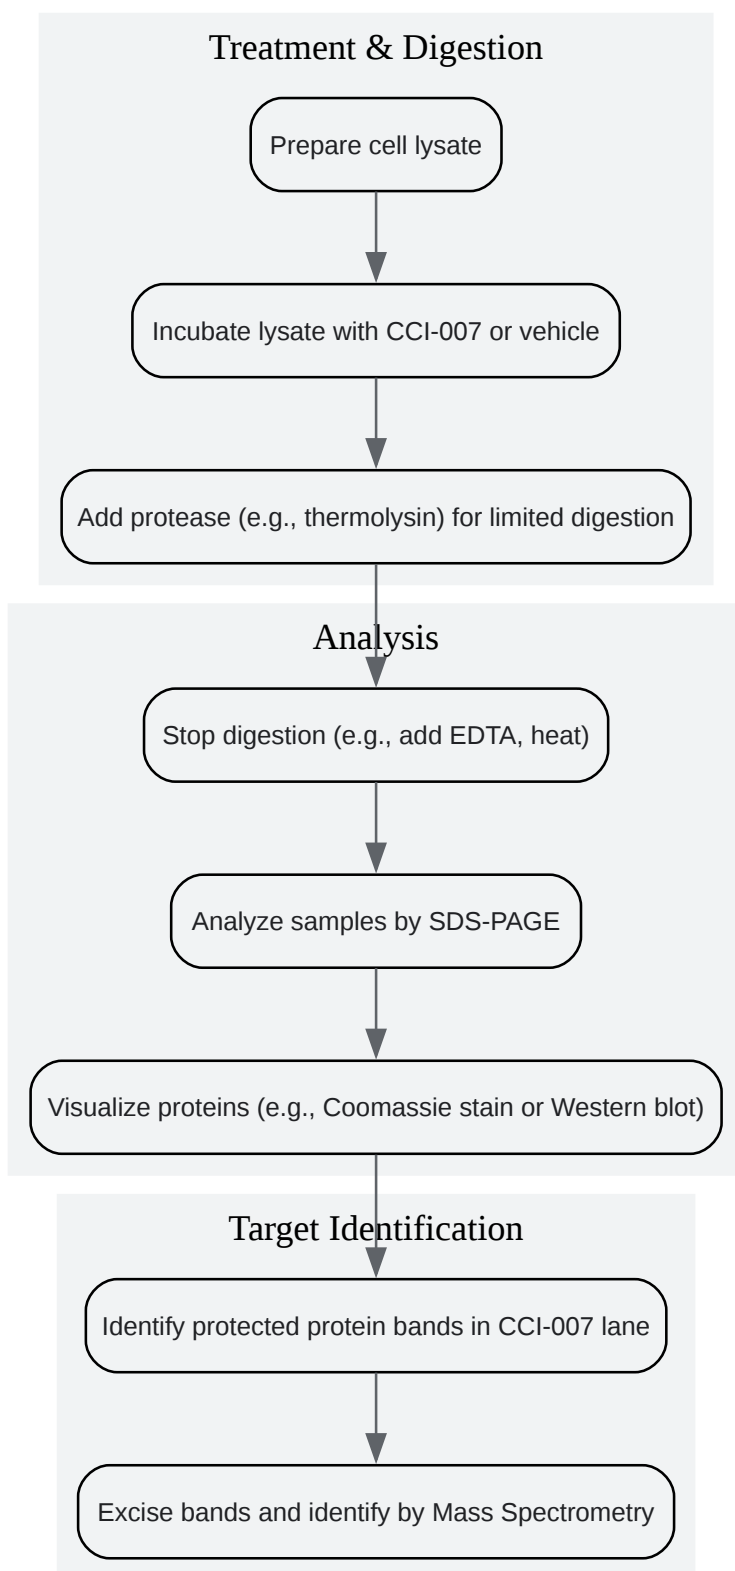 Treatment & Digestion
Prepare cell lysate
Incubate lysate with CCI-007 or vehicle
Add protease (e.g., thermolysin) for limited digestion
Analysis
Stop digestion (e.g., add EDTA, heat)
Analyze samples by SDS-PAGE
Visualize proteins (e.g., Coomassie stain or Western blot)
Target Identification
Identify protected protein bands in CCI-007 lane
Excise bands and identify by Mass Spectrometry